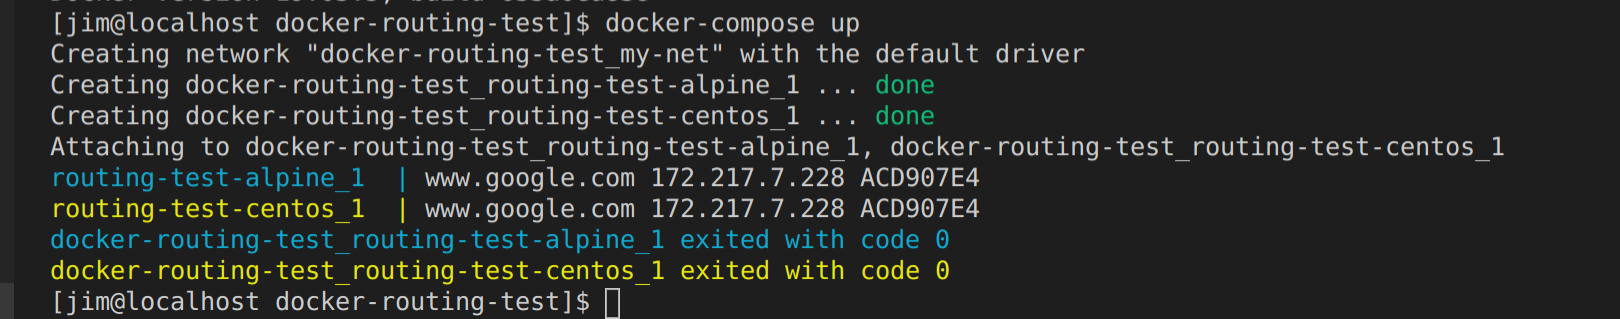 [jim@localhost docker-routing-test]$ docker-compose up
Creating network "docker-routing-test_my-net" with the default driver
Creating docker-routing-test_routing-test-alpine_1 ... done
Creating docker-routing-test_routing-test-centos_1 ... done
Attaching to docker-routing-test_routing-test-alpine_1, docker-routing-test_routing-test-centos_1
routing-test-alpine_1  | www.google.com 172.217.7.228 ACD907E4
routing-test-centos_1  | www.google.com 172.217.7.228 ACD907E4
docker-routing-test_routing-test-alpine_1 exited with code 0
docker-routing-test_routing-test-centos_1 exited with code 0
[jim@localhost docker-routing-test]$